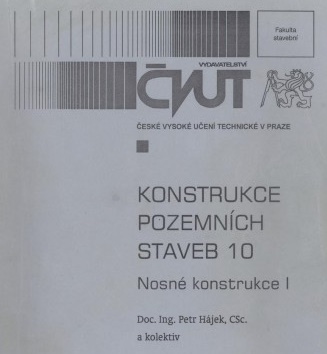 Fakulta
stavební
VYDAVATELSTVÍ
ČVUT
ČESKÉ VYSOKÉ UČENÍ TECHNICKÉ V PRAZE
KONSTRUKCE
POZEMNÍCH
STAVEB 10
Nosné konstrukce I
Doc. Ing. Petr Hájek, CSc.
a kolektiv